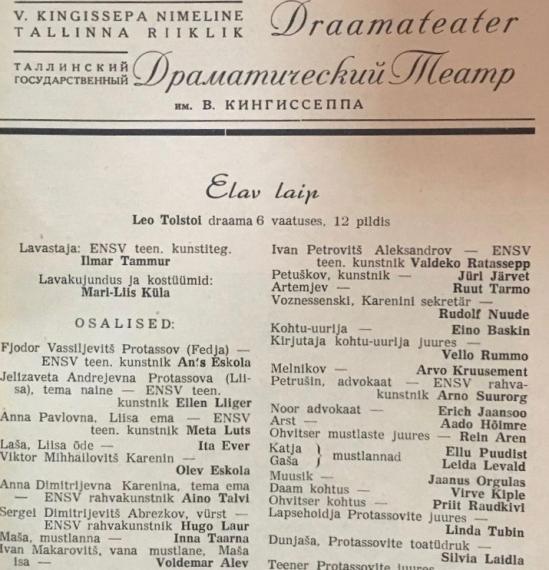 V. KINGISSEPA NIMELINE
TALLINNA RIIKLIK
Draamateater
ТАЛЛИНСКИЙ
ГОСУДАРСТВЕННЫЙ
Драматический Театр
им. В. КИНГИССЕППА
Elav laip
Leo Tolstoi draama 6 vaatuses, 12 pildis
Lavastaja: ENSV teen. kunstiteg.
Ilmar Tammur
Lavakujundus ja kostüümid:
Mari-Liis Küla
OSALISED:
Fjodor Vassiljevitš Protassov (Fedja) —
ENSV teen. kunstnik Ants Eskola
Jelizaveta Andrejevna Protassova (Lii-
sa), tema naine — ENSV teen.
kunstnik Ellen Liiger
Anna Pavlovna, Liisa ema — ENSV
teen. kunstnik Meta Luts
Laša, Liisa õde — Ita Ever
Viktor Mihhailovitš Karenin —
Olev Eskola
Anna Dimitrijevna Karenina, tema ema
— ENSV rahvakunstnik Aino Talvi
Sergei Dimitrijevitš Abrezkov, vürst —
ENSV rahvakunstnik Hugo Laur
Maša, mustlanna — Inna Taarna
Ivan Makarovitš, vana mustlane, Maša
isa — Voldemar Alev
Ivan Petrovitš Aleksandrov — ENSV
teen. kunstnik Valdeko Ratassepp
Petuškov, kunstnik — Jüri Järvet
Artemjev — Ruut Tarmo
Voznessenski, Karenini sekretär —
Rudolf Nuude
Kohtu-uurija — Eino Baskin
Kirjutaja kohtu-uurija juures —
Vello Rummo
Melnikov — Arvo Kruusement
Petrušin, advokaat — ENSV rahva-
kunstnik Arno Suurorg
Noor advokaat — Erich Jaansoo
Arst — Aado Hõimre
Ohvitser mustlaste juures — Rein Aren
Katja } mustlannad Ellu Puudist
Gaša } Leida Levald
Muusik — Jaanus Orgulas
Daam kohtus — Virve Kiple
Ohvitser kohtus — Priit Raudkivi
Lapsehoidja Protassovite juures —
Linda Tubin
Dunjaša, Protassovite toatüdruk —
Silvia Laidla
Teener Protassovite juures